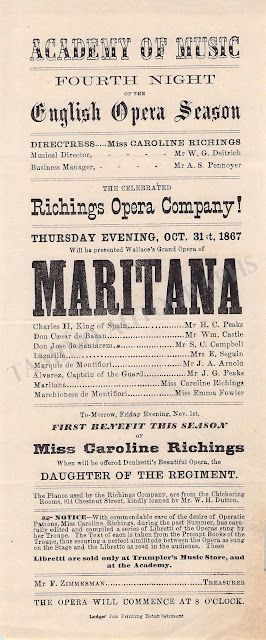 ACADEMY OF MUSIC
FOURTH NIGHT
OF THE
English Opera Season
DIRECTRESS....Miss CAROLINE RICHINGS
Musical Director, - - - - Mr W. G. Deitrich
Business Manager, - - - - Mr A. S. Pennoyer
THE CELEBRATED
Richings Opera Company!
THURSDAY EVENING, OCT. 31st, 1867
Will be presented Wallace's Grand Opera of
MARITANA
Charles II, King of Spain......Mr H. C. Peaks
Don Cæsar de Bazan......Mr Wm. Castle
Don Jose de Santarem......Mr S. C. Campbell
Lazarille......Mrs E. Seguin
Marquis de Montifiori......Mr J. A. Arnold
Alvarez, Captain of the Guard......Mr J. G. Peaks
Maritana......Miss Caroline Richings
Marchioness de Montifiori......Miss Emma Fowler
To-Morrow, Friday Evening, Nov. 1st,
FIRST BENEFIT THIS SEASON
OF
Miss Caroline Richings
When will be offered Donizetti's Beautiful Opera, the
DAUGHTER OF THE REGIMENT.
The Pianos used by the Richings Company, are from the Chickering
Rooms, 914 Chestnut Street, kindly loaned by Mr. W. H. Dutton.
NOTICE—With commendable care of the desire of Operatic
Patrons, Miss Caroline Richings, during the past Summer, has care-
fully edited and compiled a series of Libretti of the Operas sung by
her Troupe. The Text of each is taken from the Prompt Books of the
Troupe, thus securing a perfect similitude between the Opera as sung
on the Stage and the Libretto as read in the audience. These
Libretti are sold only at Trumpler's Music Store, and
at the Academy.
Mr F. ZIMMERMAN......TREASURER
THE OPERA WILL COMMENCE AT 8 O'CLOCK.
Ledger Job Printing Establishment